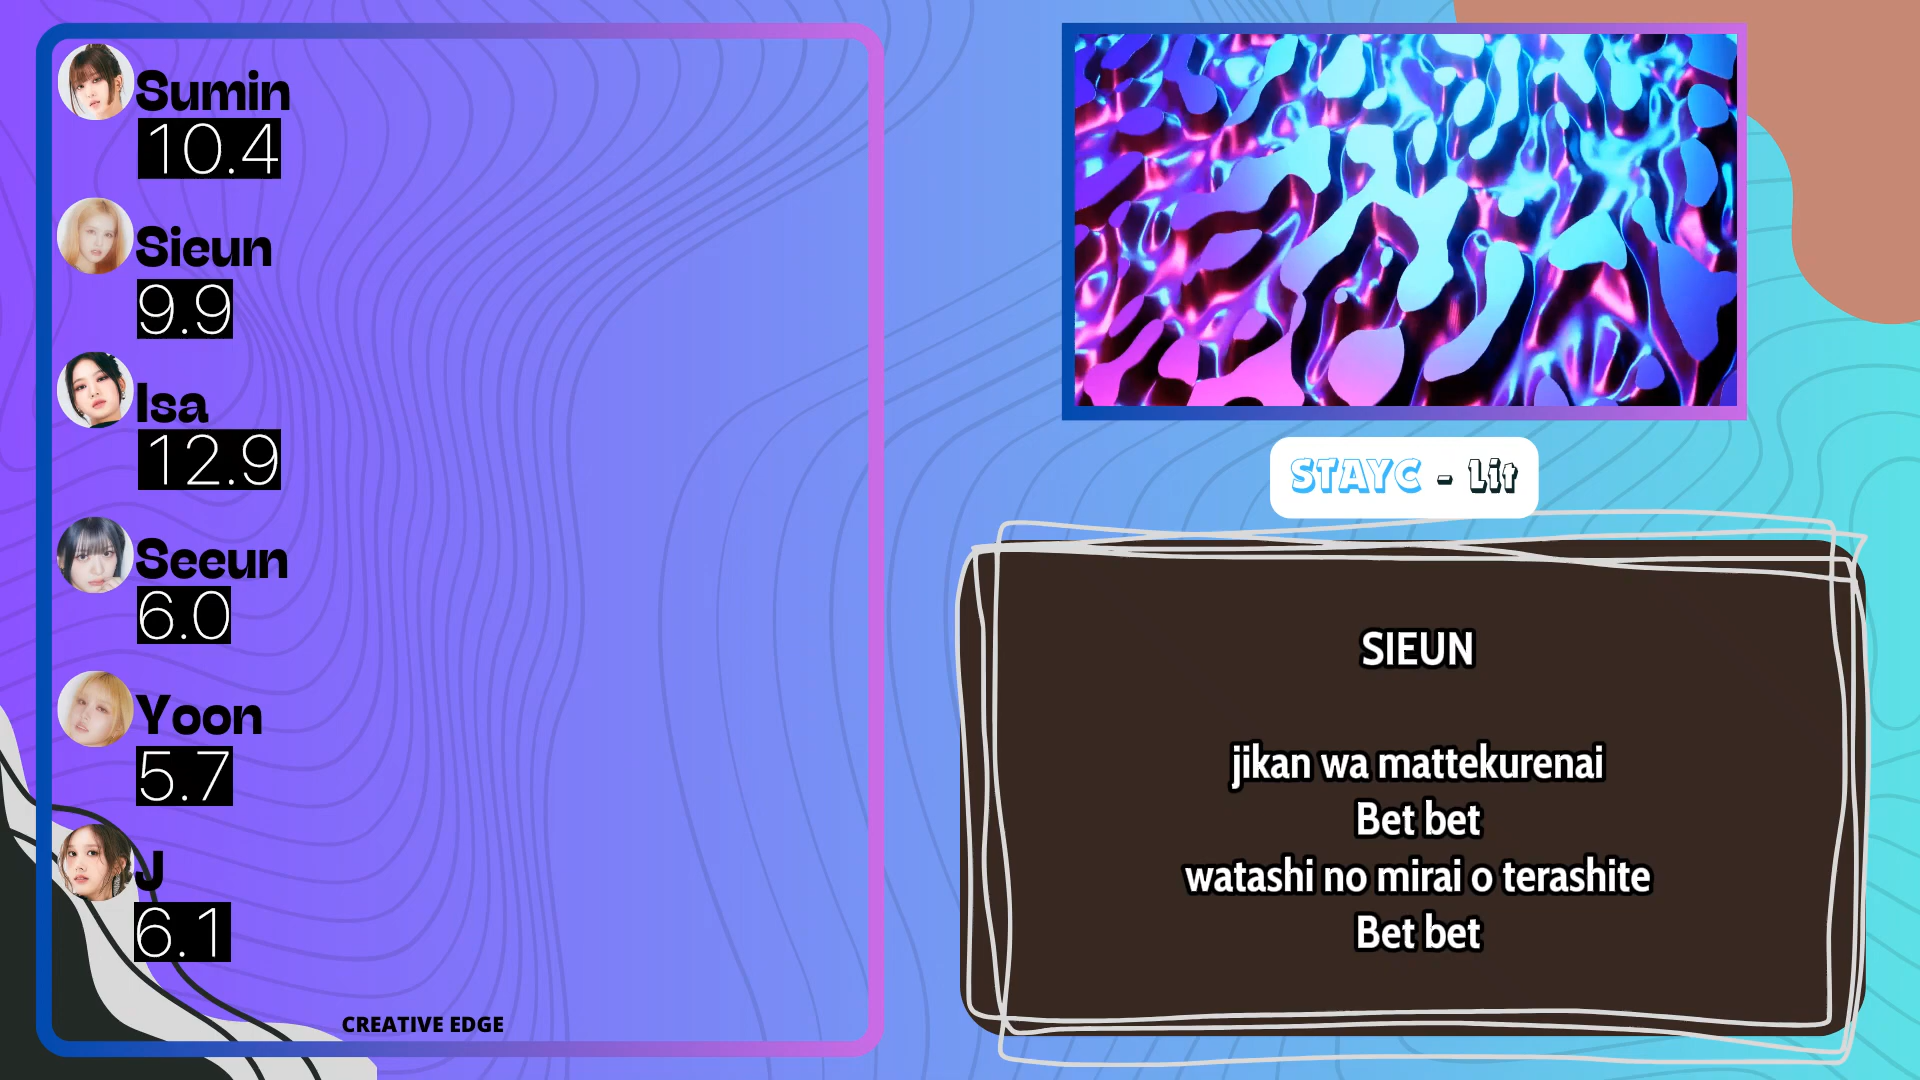 Sumin
10.4
Sieun
9.9
Isa
12.9
Seeun
6.0
Yoon
5.7
J
6.1
CREATIVE EDGE
STAYC - Lit
SIEUN
jikan wa mattekurenai
Bet bet
watashi no mirai o terashite
Bet bet